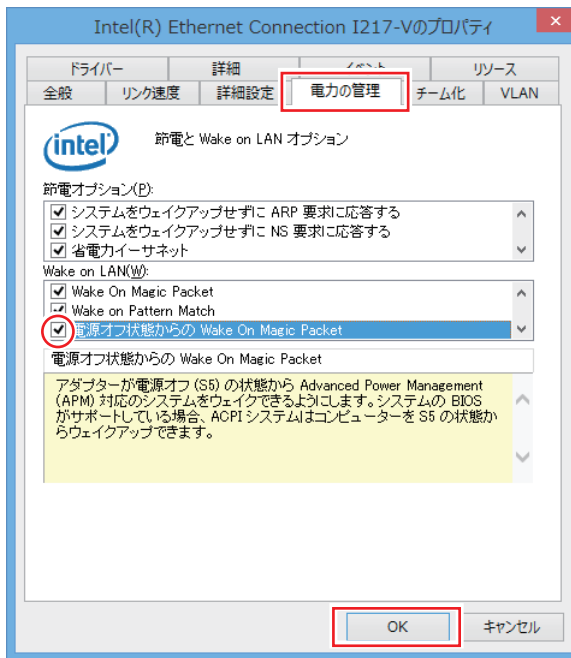 Intel(R) Ethernet Connection I217-Vのプロパティ
ドライバー 詳細 イベント リソース
全般 リンク速度 詳細設定 電力の管理 チーム化 VLAN
intel 節電と Wake on LAN オプション
節電オプション(P):
システムをウェイクアップせずに ARP 要求に応答する
システムをウェイクアップせずに NS 要求に応答する
省電力イーサネット
Wake on LAN(W):
Wake On Magic Packet
Wake on Pattern Match
電源オフ状態からの Wake On Magic Packet
電源オフ状態からの Wake On Magic Packet
アダプターが電源オフ (S5) の状態から Advanced Power Management
(APM) 対応のシステムをウェイクできるようにします。システムの BIOS
がサポートしている場合、ACPI システムはコンピューターを S5 の状態か
らウェイクアップできます。
OK キャンセル